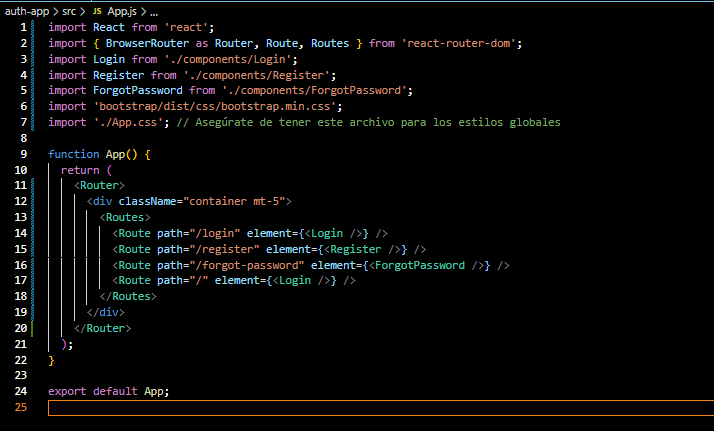 auth-app > src > JS App.js > ...
1 import React from 'react';
2 import { BrowserRouter as Router, Route, Routes } from 'react-router-dom';
3 import Login from './components/Login';
4 import Register from './components/Register';
5 import ForgotPassword from './components/ForgotPassword';
6 import 'bootstrap/dist/css/bootstrap.min.css';
7 import './App.css'; // Asegúrate de tener este archivo para los estilos globales
8
9 function App() {
10   return (
11     <Router>
12       <div className="container mt-5">
13         <Routes>
14           <Route path="/login" element={<Login />} />
15           <Route path="/register" element={<Register />} />
16           <Route path="/forgot-password" element={<ForgotPassword />} />
17           <Route path="/" element={<Login />} />
18         </Routes>
19       </div>
20     </Router>
21   );
22 }
23
24 export default App;
25